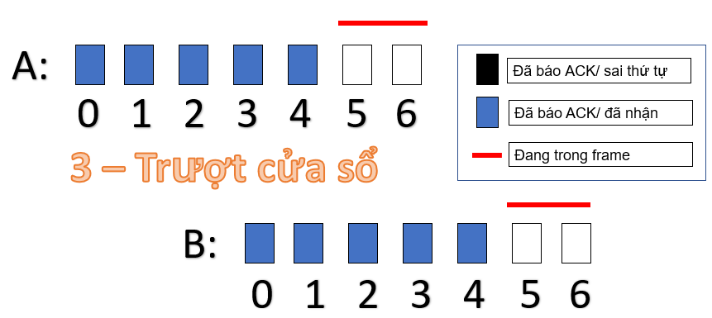 A:
0 1 2 3 4 5 6
Đã báo ACK/ sai thứ tự
Đã báo ACK/ đã nhận
Đang trong frame
3 – Trượt cửa sổ
B:
0 1 2 3 4 5 6